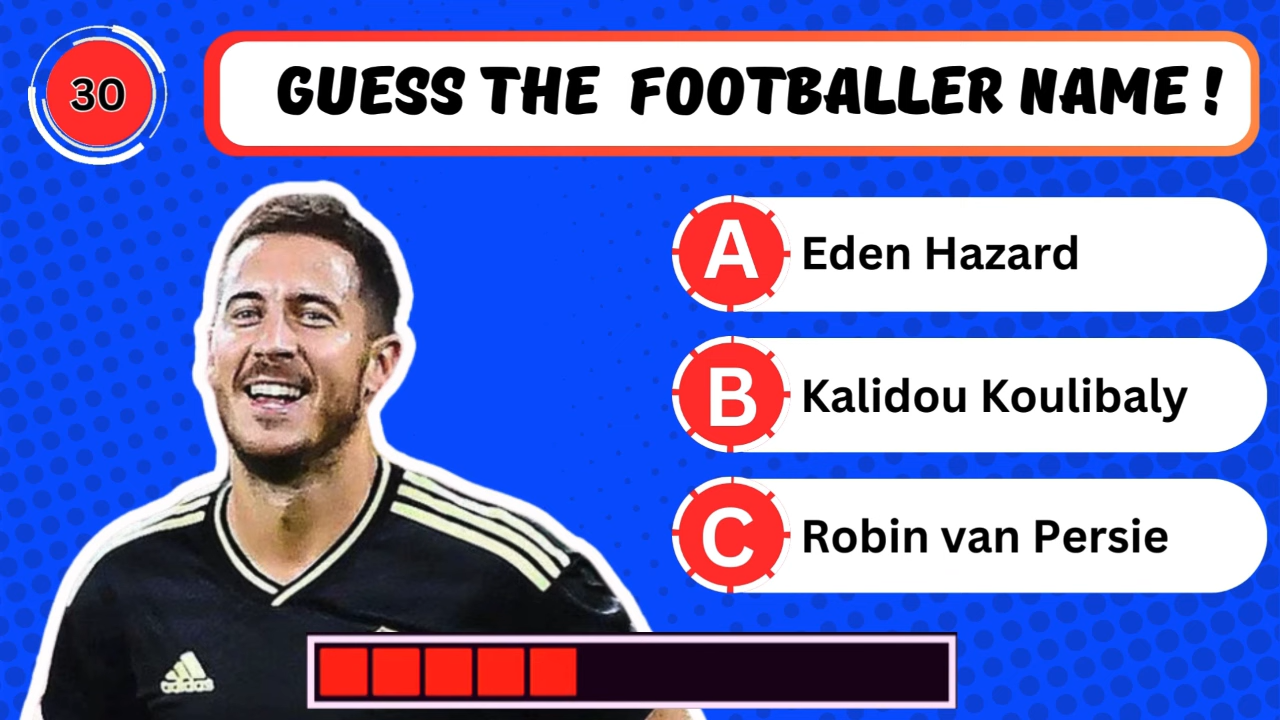 30
GUESS THE FOOTBALLER NAME !
A Eden Hazard
B Kalidou Koulibaly
C Robin van Persie
adidas